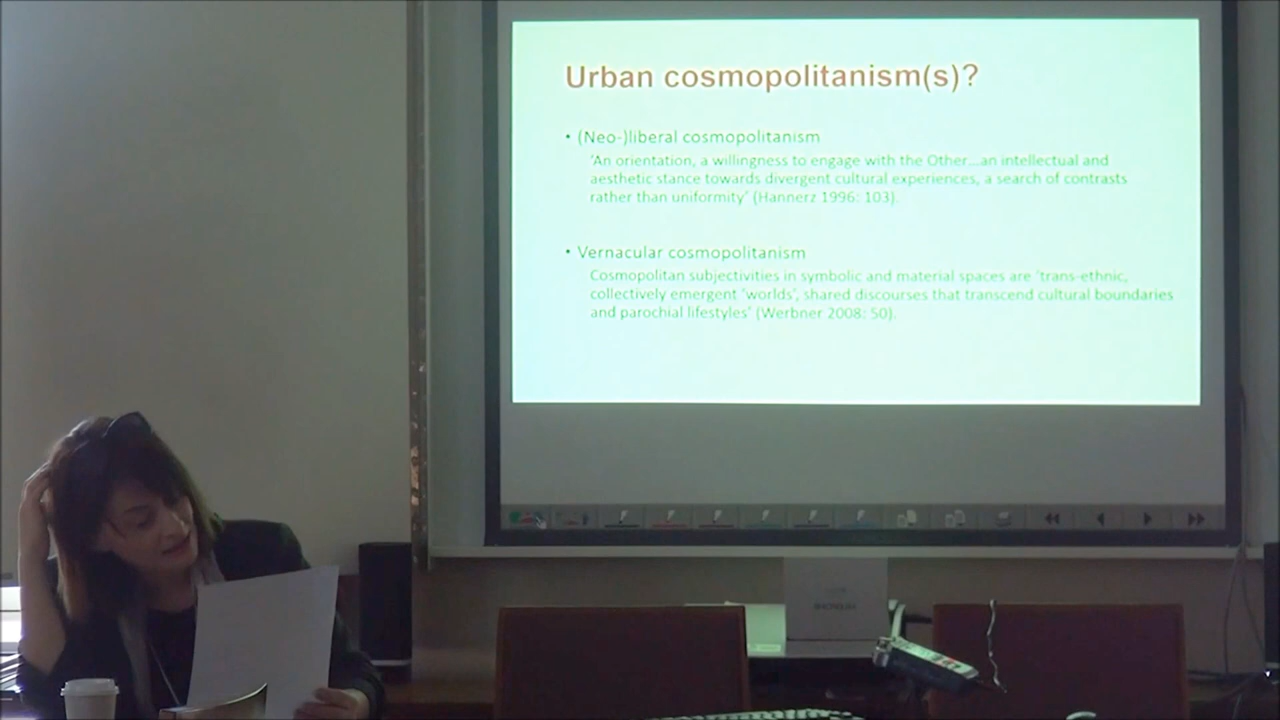 Urban cosmopolitanism(s)?
• (Neo-)liberal cosmopolitanism
'An orientation, a willingness to engage with the Other...an intellectual and
aesthetic stance towards divergent cultural experiences, a search of contrasts
rather than uniformity' (Hannerz 1996: 103).
• Vernacular cosmopolitanism
Cosmopolitan subjectivities in symbolic and material spaces are 'trans-ethnic,
collectively emergent 'worlds', shared discourses that transcend cultural boundaries
and parochial lifestyles' (Werbner 2008: 50).